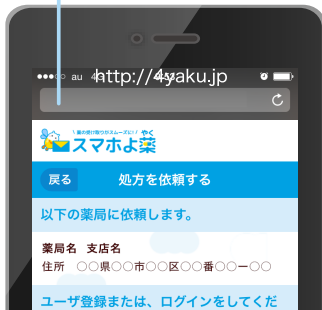 au 4G
http://4yaku.jp
薬の受け取りがスムーズに! やく
スマホよ薬
戻る 処方を依頼する
以下の薬局に依頼します。
薬局名 支店名
住所 ○○県○○市○○区○○番○○ー○○
ユーザ登録または、ログインをしてくだ